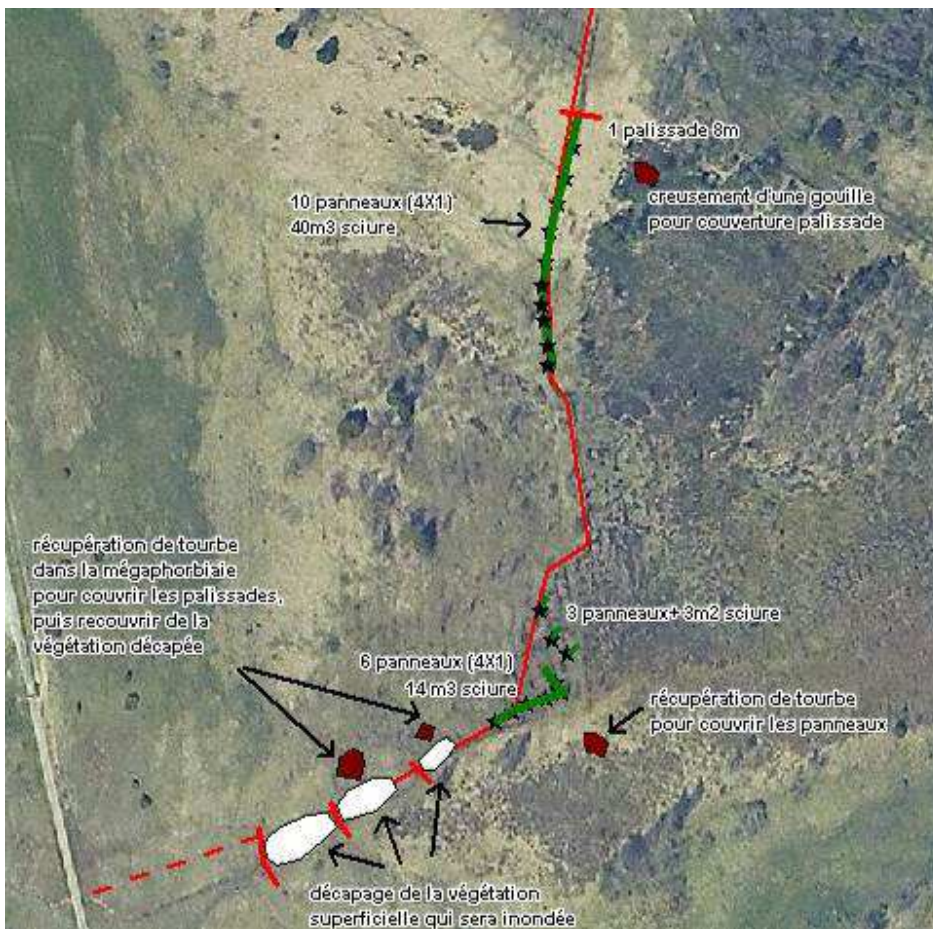 1 palissade 8m
creusement d'une gouille
pour couverture palissade
10 panneaux (4X1)
40m3 sciure
récupération de tourbe
dans la mégaphorbiaie
pour couvrir les palissades,
puis recouvrir de la
végétation décapée
3 panneaux+ 3m2 sciure
6 panneaux (4X1)
14m3 sciure
récupération de tourbe
pour couvrir les panneaux
décapage de la végétation
superficielle qui sera inondée